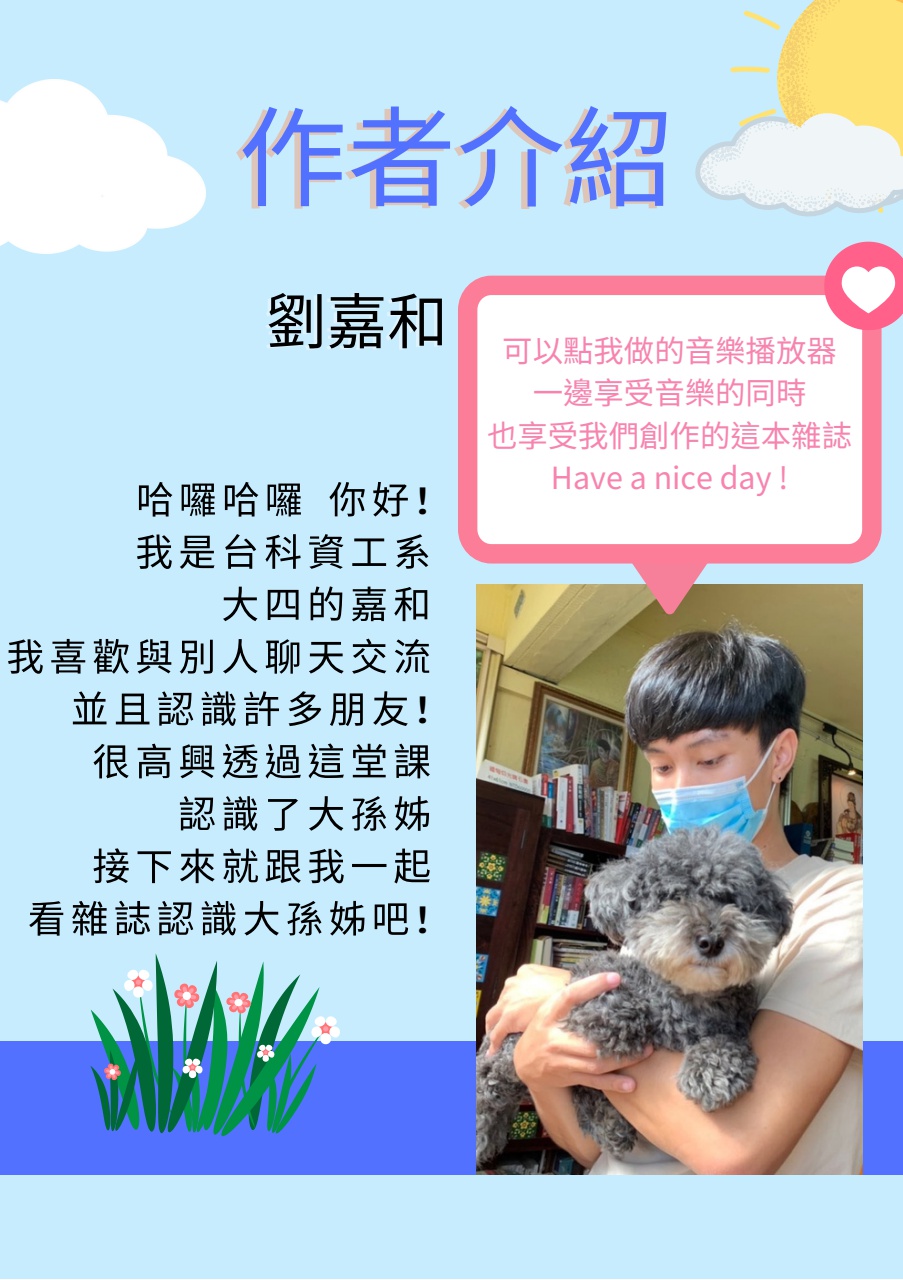 作者介紹
劉嘉和
可以點我做的音樂播放器
一邊享受音樂的同時
也享受我們創作的這本雜誌
Have a nice day !
哈囉哈囉 你好!
我是台科資工系
大四的嘉和
我喜歡與別人聊天交流
並且認識許多朋友!
很高興透過這堂課
認識了大孫姊
接下來就跟我一起
看雜誌認識大孫姊吧!